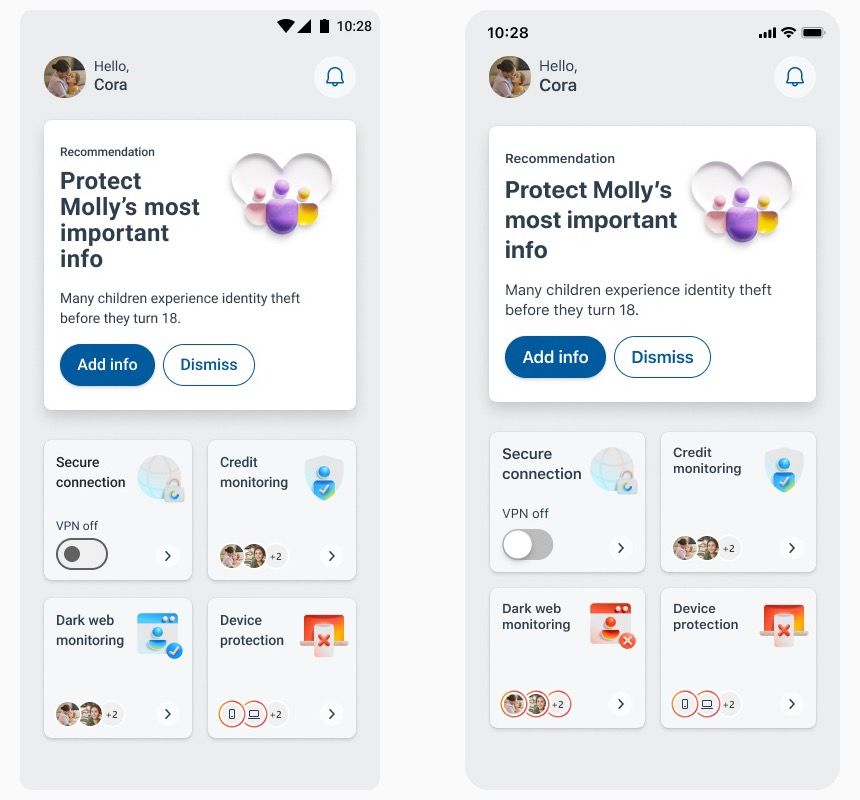 10:28
Hello,
Cora
Recommendation
Protect
Molly’s most
important
info
Many children experience identity theft
before they turn 18.
Add info
Dismiss
Secure
connection
VPN off
Credit
monitoring
+2
Dark web
monitoring
+2
Device
protection
+2
10:28
Hello,
Cora
Recommendation
Protect Molly’s
most important
info
Many children experience identity theft
before they turn 18.
Add info
Dismiss
Secure
connection
VPN off
Credit
monitoring
+2
Dark web
monitoring
+2
Device
protection
+2